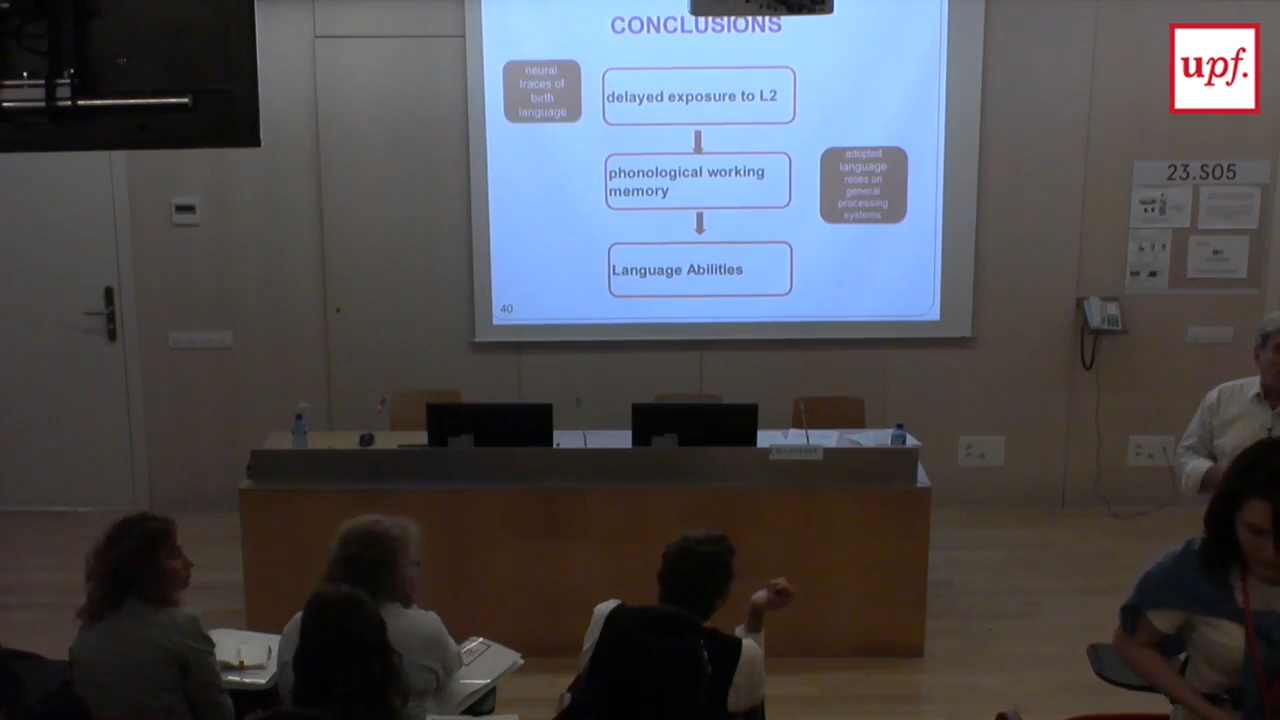 CONCLUSIONS
neural
traces of
birth
language
delayed exposure to L2
phonological working
memory
adopted
language
relies on
general
processing
systems
Language Abilities
40
upf.
23.S05